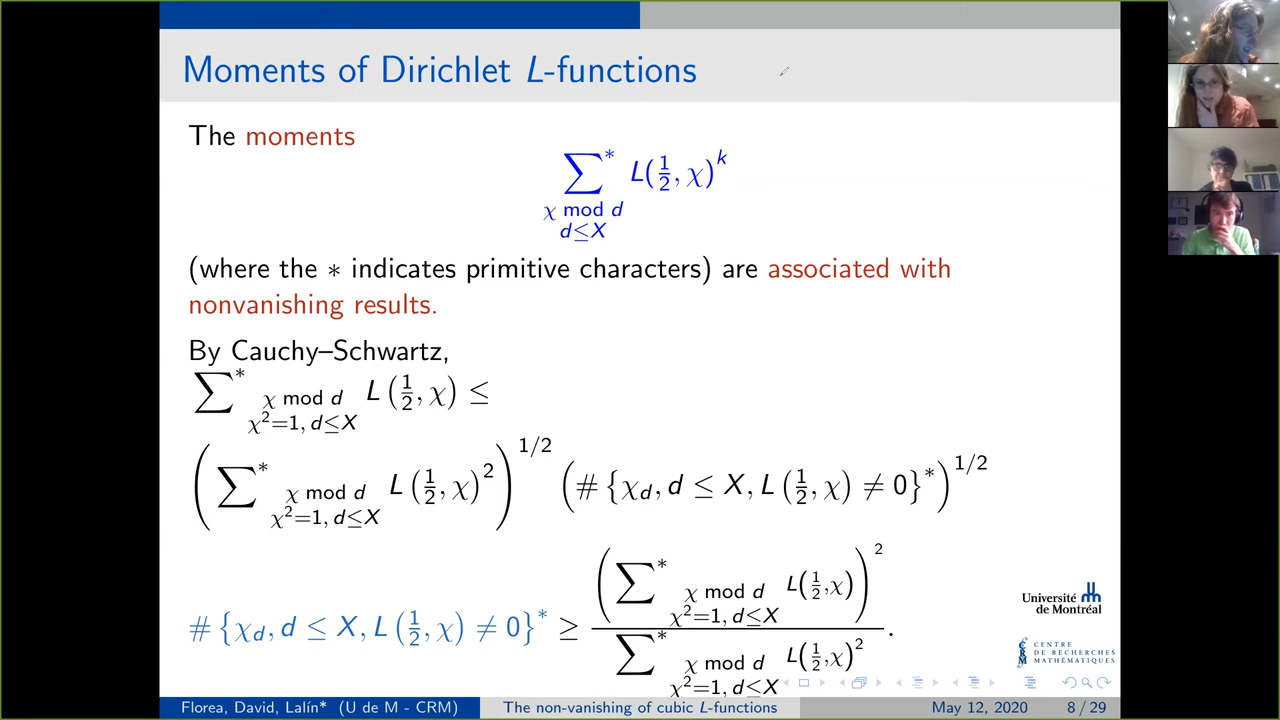 Moments of Dirichlet L-functions
The moments
∑* L(1/2, χ)^k
χ mod d
d≤X
(where the * indicates primitive characters) are associated with
nonvanishing results.
By Cauchy–Schwartz,
∑* χ mod d L(1/2, χ) ≤
χ²=1, d≤X
(∑* χ mod d L(1/2, χ)²)^1/2 (#{χ_d, d ≤ X, L(1/2, χ) ≠ 0}*)^1/2
χ²=1, d≤X
(∑* χ mod d L(1/2,χ))²
χ²=1, d≤X
#{χ_d, d ≤ X, L(1/2, χ) ≠ 0}* ≥ .
∑* χ mod d L(1/2,χ)²
χ²=1, d≤X
Université
de Montréal
CRM
CENTRE
DE RECHERCHES
MATHÉMATIQUES
Florea, David, Lalín* (U de M - CRM) The non-vanishing of cubic L-functions May 12, 2020 8 / 29